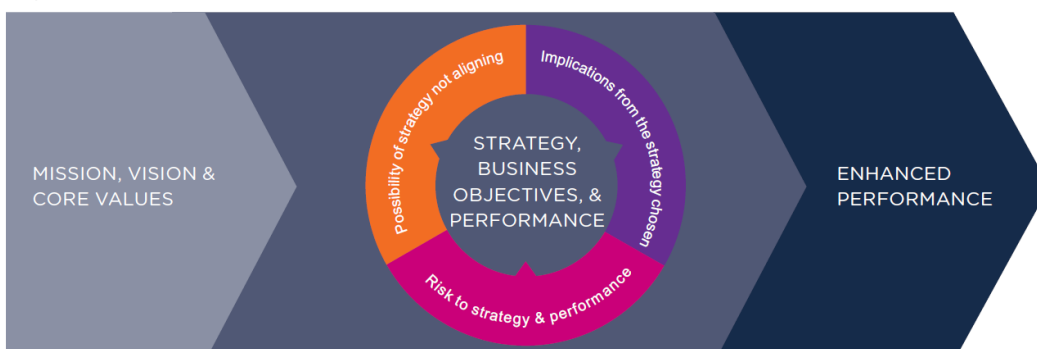 MISSION, VISION &
CORE VALUES
Possibility of strategy not aligning
Implications from the strategy chosen
STRATEGY,
BUSINESS
OBJECTIVES, &
PERFORMANCE
Risk to strategy & performance
ENHANCED
PERFORMANCE